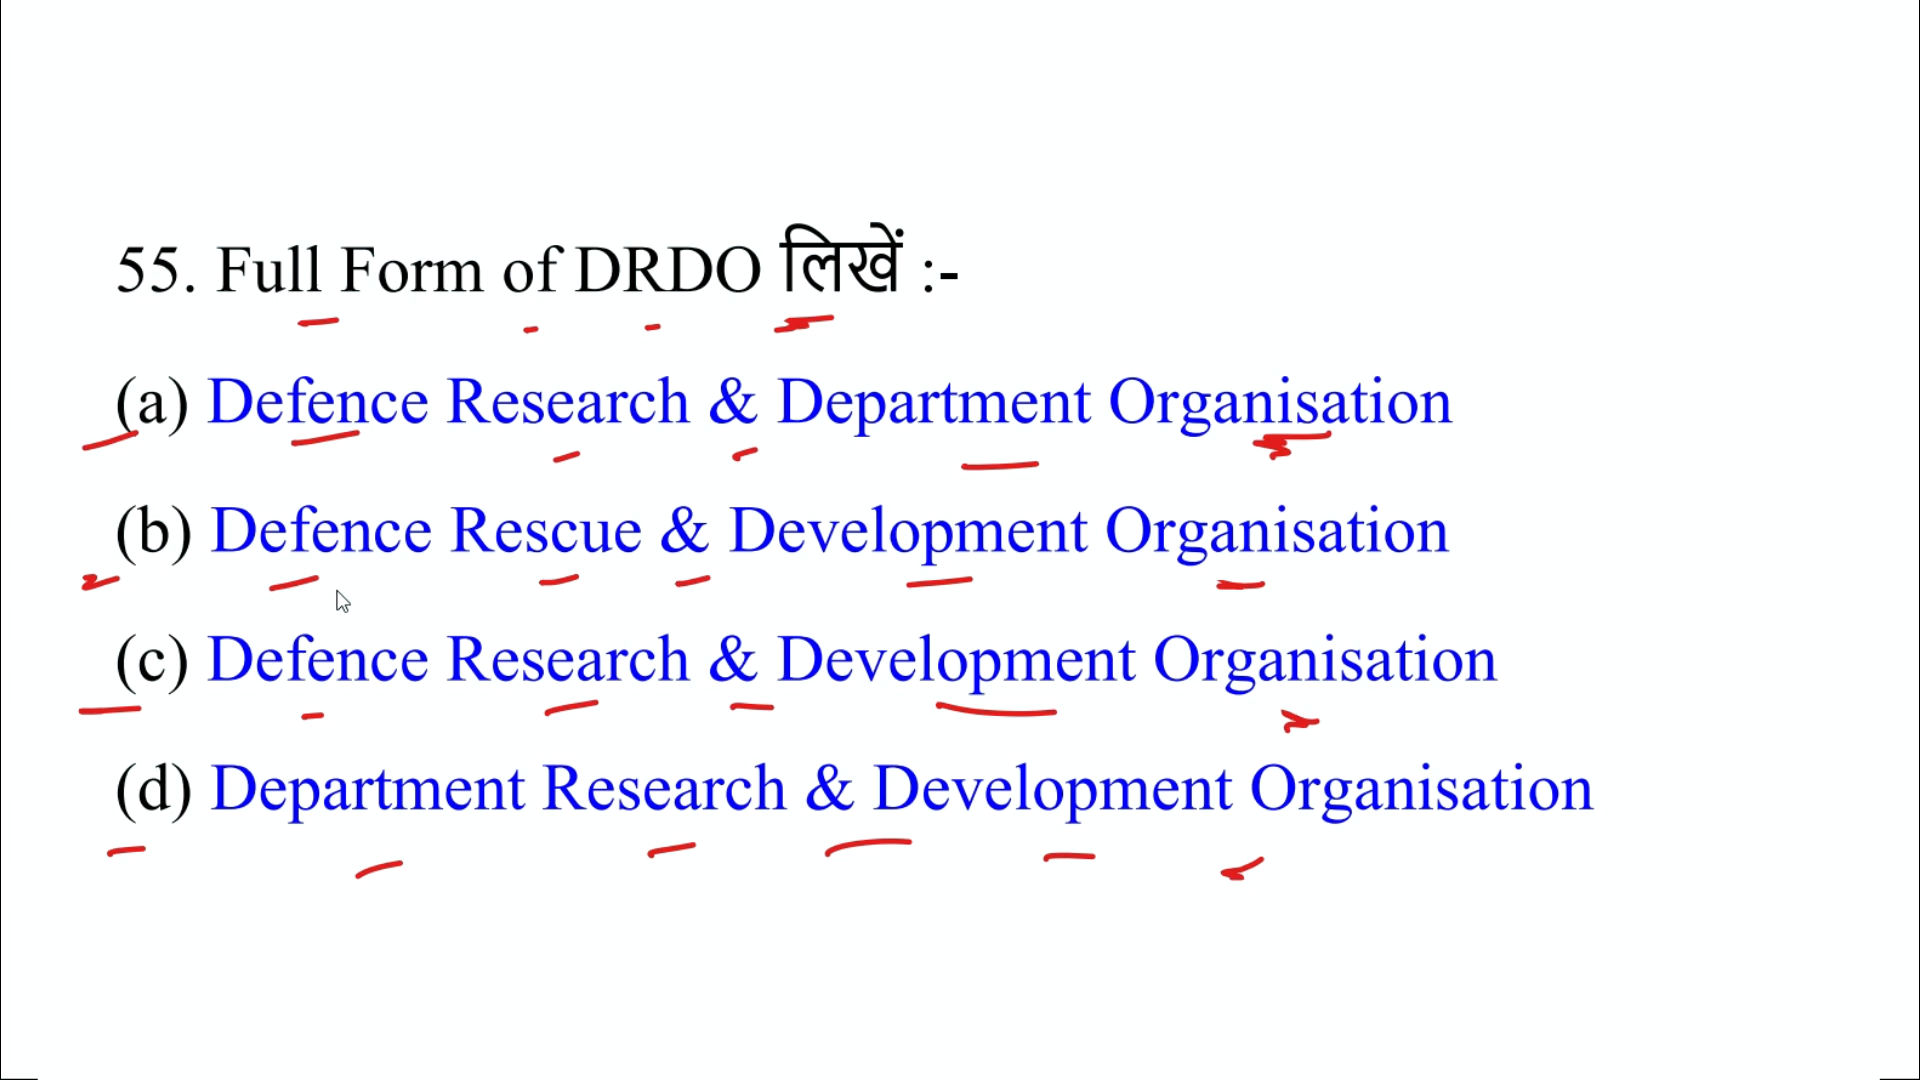 55. Full Form of DRDO लिखें :-
(a) Defence Research & Department Organisation
(b) Defence Rescue & Development Organisation
(c) Defence Research & Development Organisation
(d) Department Research & Development Organisation